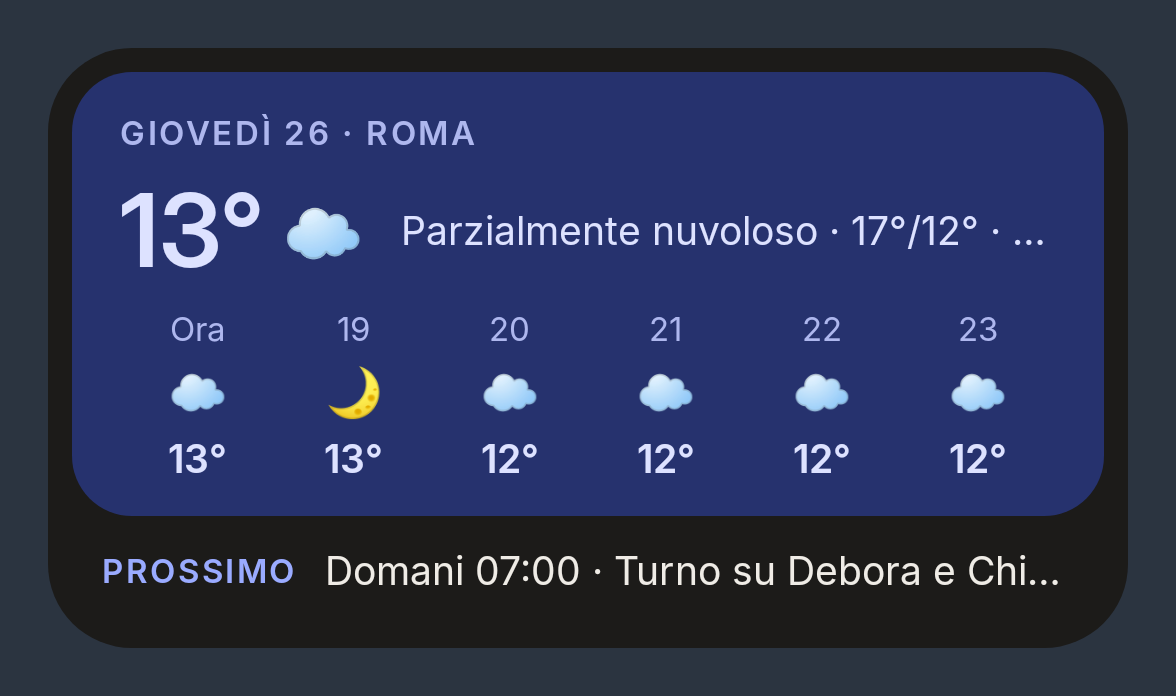 GIOVEDÌ 26 · ROMA
13° Parzialmente nuvoloso · 17°/12° · ...
Ora 19 20 21 22 23
13° 13° 12° 12° 12° 12°
PROSSIMO Domani 07:00 · Turno su Debora e Chi...